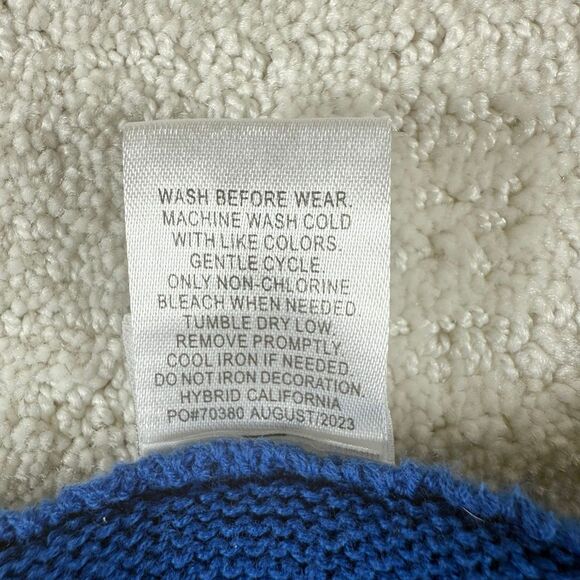 WASH BEFORE WEAR.
MACHINE WASH COLD
WITH LIKE COLORS.
GENTLE CYCLE.
ONLY NON-CHLORINE
BLEACH WHEN NEEDED
TUMBLE DRY LOW.
REMOVE PROMPTLY.
COOL IRON IF NEEDED
DO NOT IRON DECORATION.
HYBRID CALIFORNIA
PO#70380 AUGUST/2023